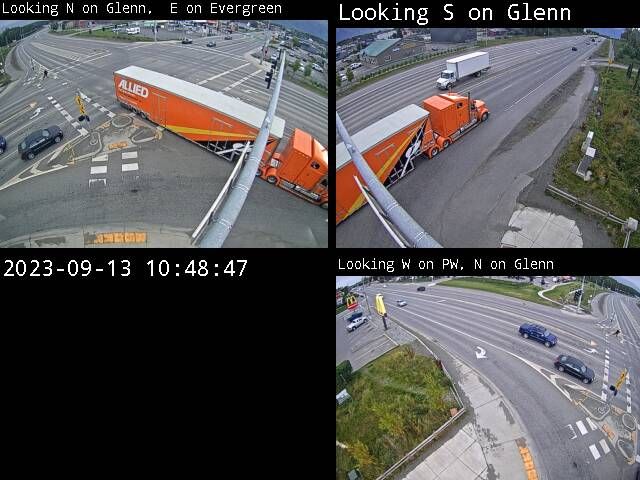 Looking N on Glenn, E on Evergreen
Looking S on Glenn
ALLIED
2023-09-13 10:48:47
Looking W on PW, N on Glenn